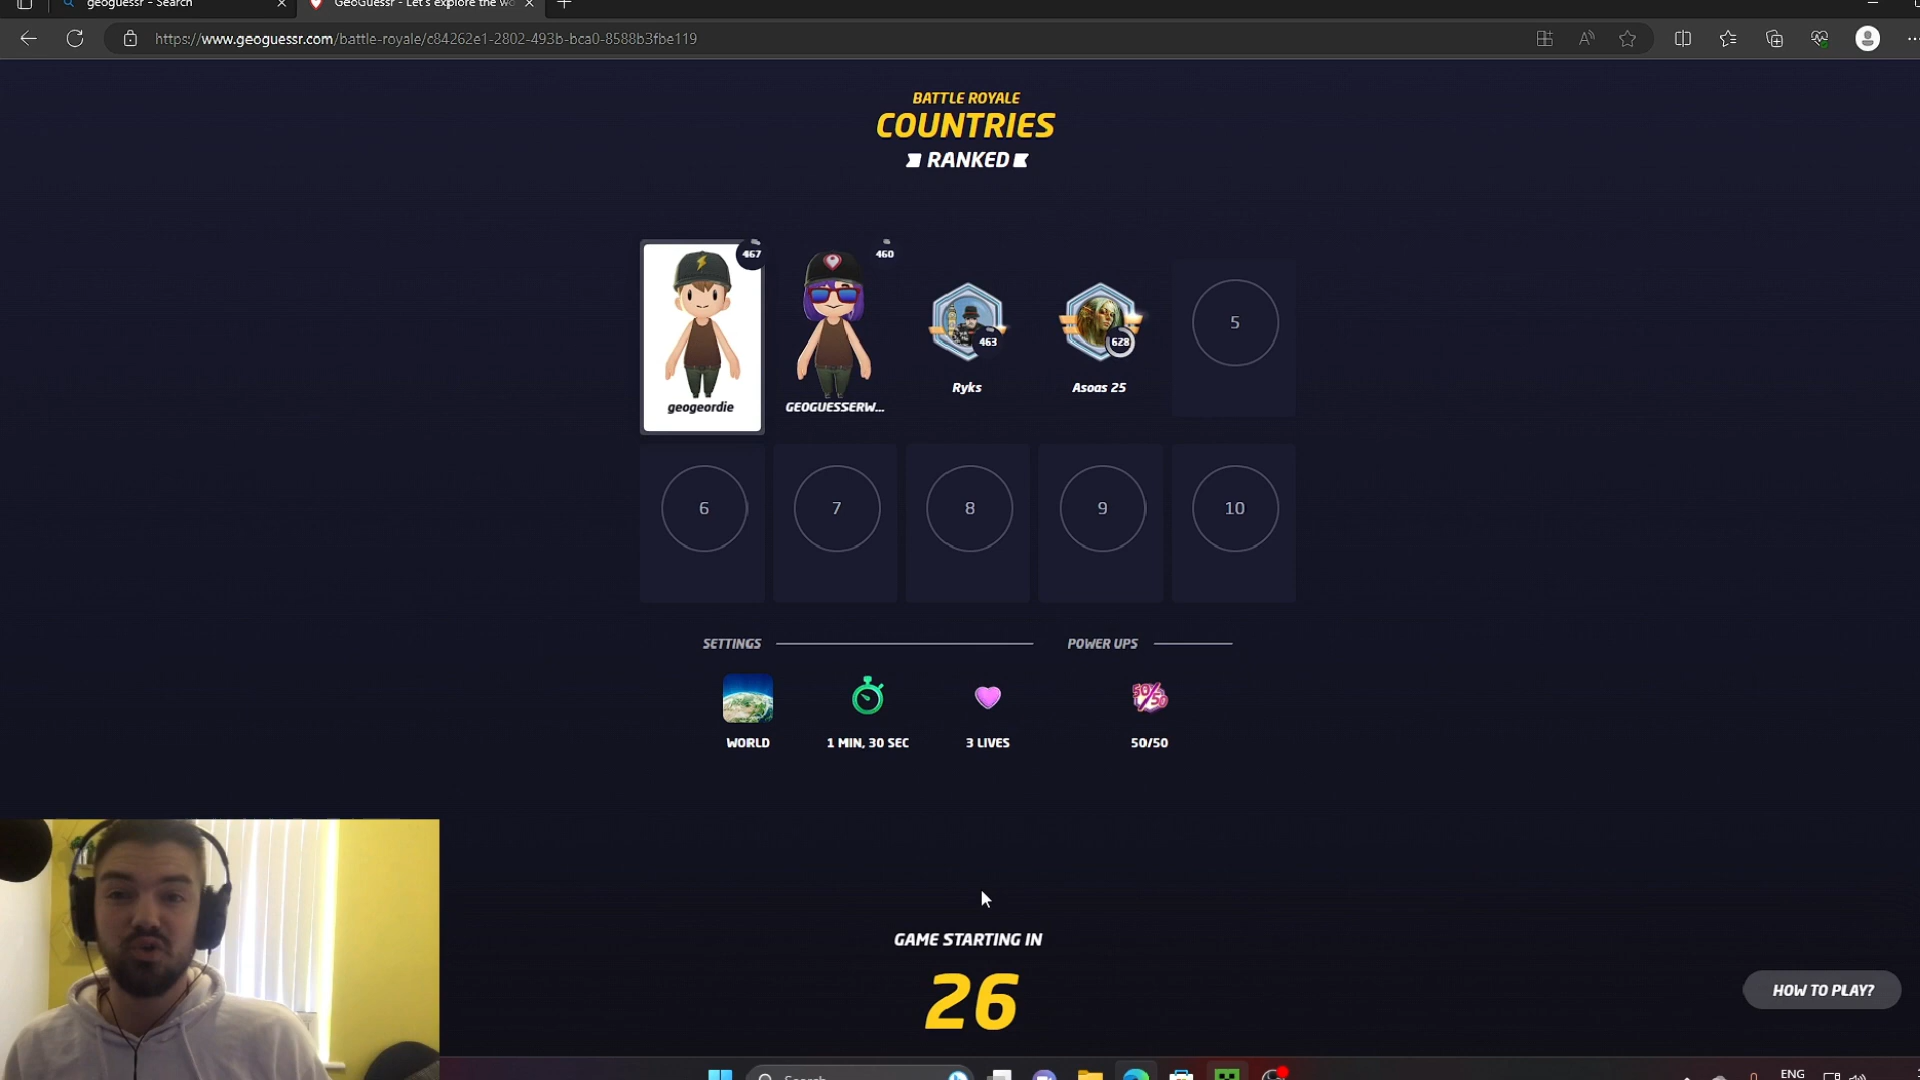 geoguessr - Search
GeoGuessr - Let's explore the wo
https://www.geoguessr.com/battle-royale/c84262e1-2802-493b-bca0-8588b3fbe119
BATTLE ROYALE
COUNTRIES
RANKED
467
460
463
628
5
geogeordie
GEOGUESSERW...
Ryks
Asoas 25
6
7
8
9
10
SETTINGS
POWER UPS
50/50
WORLD
1 MIN, 30 SEC
3 LIVES
50/50
GAME STARTING IN
26
HOW TO PLAY?
Search
ENG